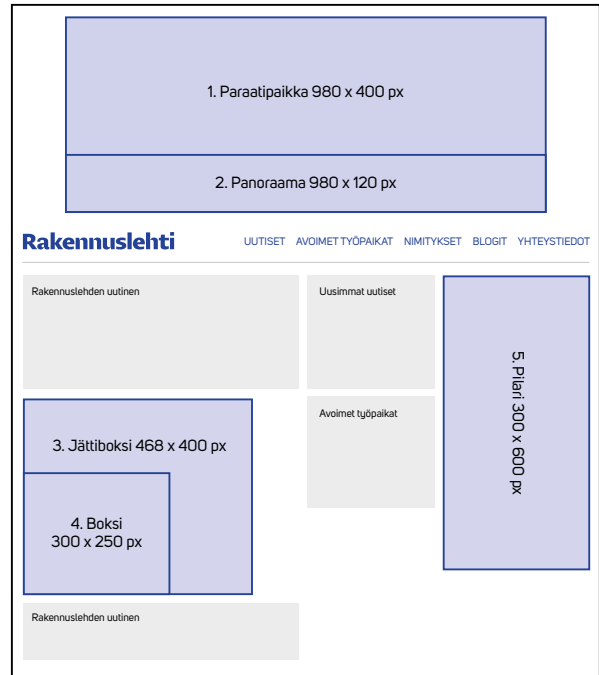 1. Paraatipaikka 980 x 400 px
2. Panoraama 980 x 120 px
Rakennuslehti
UUTISET AVOIMET TYÖPAIKAT NIMITYKSET BLOGIT YHTEYSTIEDOT
Rakennuslehden uutinen
Uusimmat uutiset
5. Pilari 300 x 600 px
Avoimet työpaikat
3. Jättiboksi 468 x 400 px
4. Boksi
300 x 250 px
Rakennuslehden uutinen